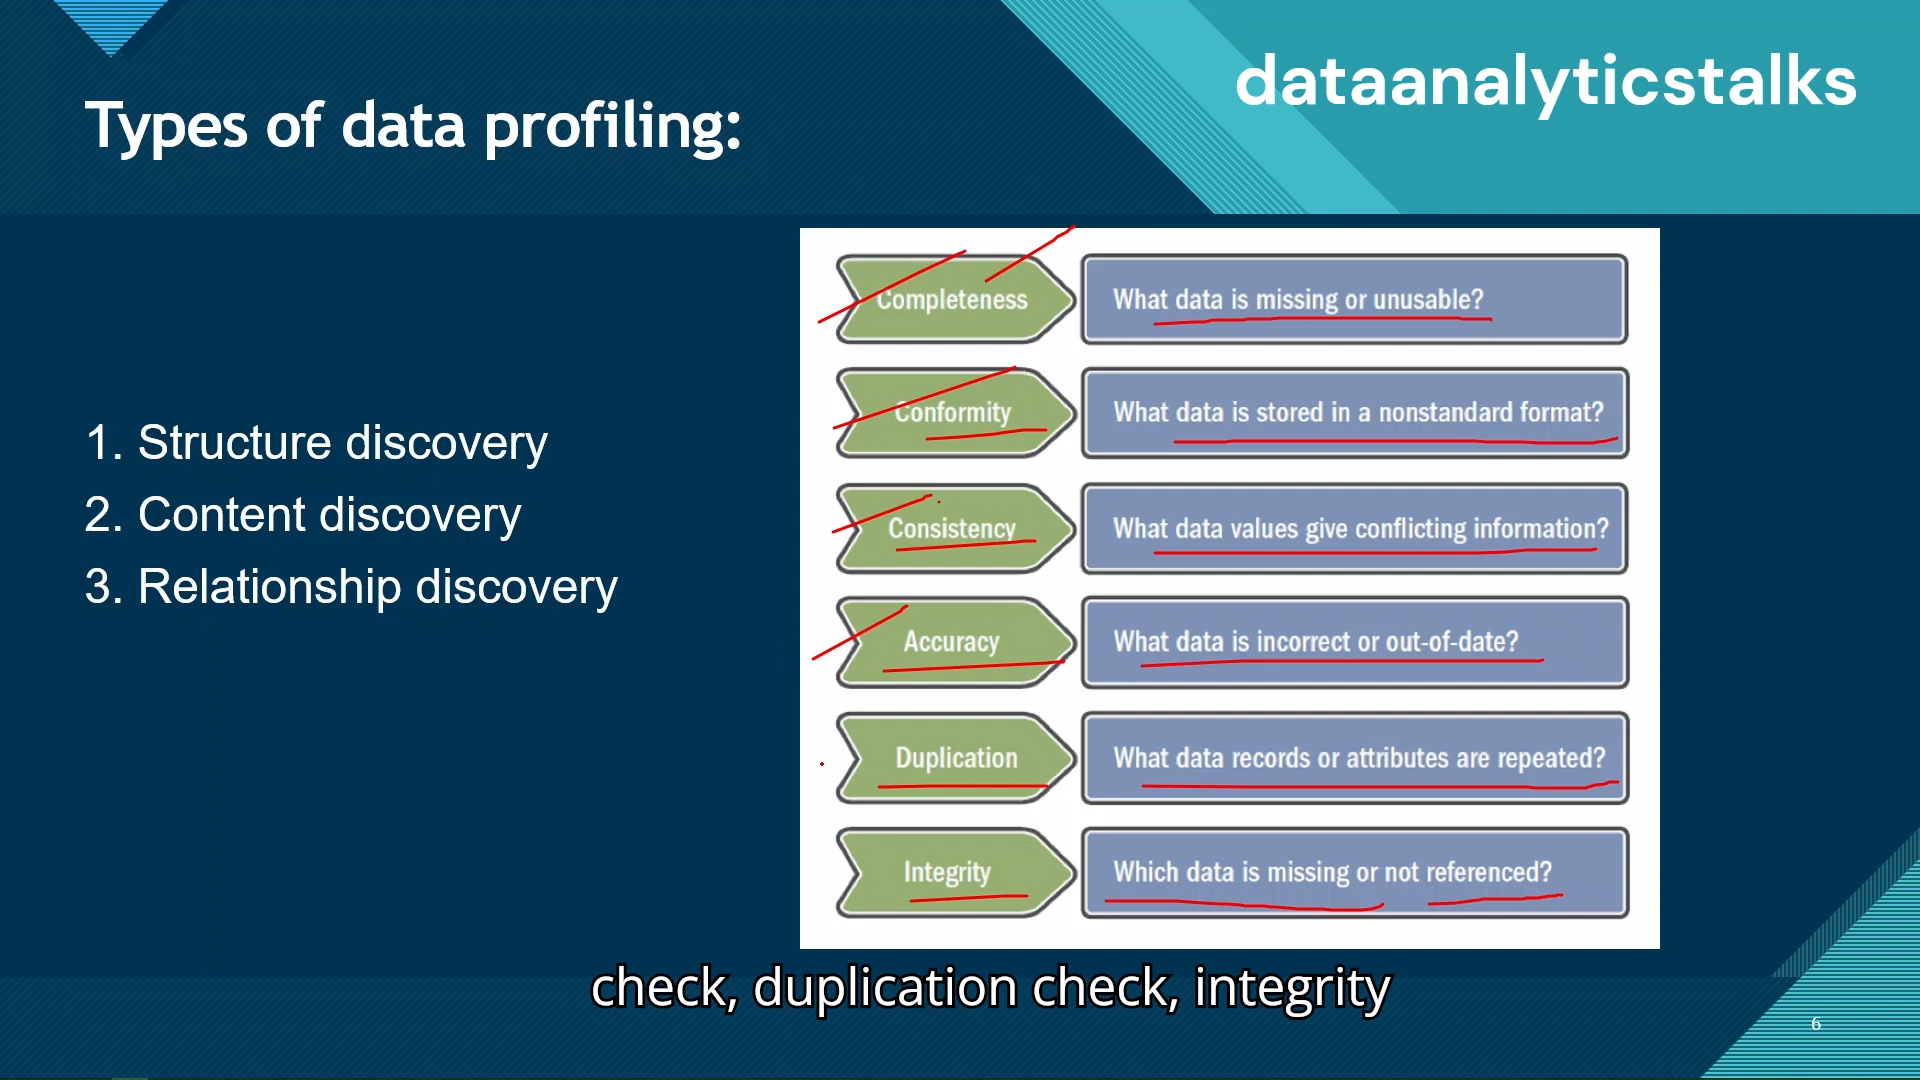 dataanalyticstalks
Types of data profiling:
1. Structure discovery
2. Content discovery
3. Relationship discovery
Completeness
What data is missing or unusable?
Conformity
What data is stored in a nonstandard format?
Consistency
What data values give conflicting information?
Accuracy
What data is incorrect or out-of-date?
Duplication
What data records or attributes are repeated?
Integrity
Which data is missing or not referenced?
check, duplication check, integrity
6